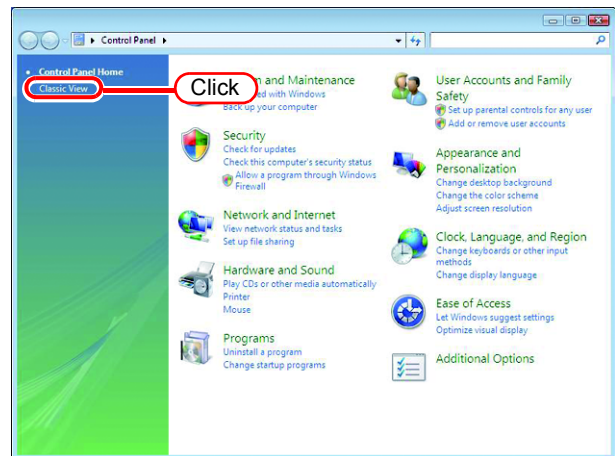 Control Panel
Control Panel Home
Classic View
Click
and Maintenance
with Windows
Back up your computer
Security
Check for updates
Check this computer's security status
Allow a program through Windows
Firewall
Network and Internet
View network status and tasks
Set up file sharing
Hardware and Sound
Play CDs or other media automatically
Printer
Mouse
Programs
Uninstall a program
Change startup programs
User Accounts and Family
Safety
Set up parental controls for any user
Add or remove user accounts
Appearance and
Personalization
Change desktop background
Change the color scheme
Adjust screen resolution
Clock, Language, and Region
Change keyboards or other input
methods
Change display language
Ease of Access
Let Windows suggest settings
Optimize visual display
Additional Options